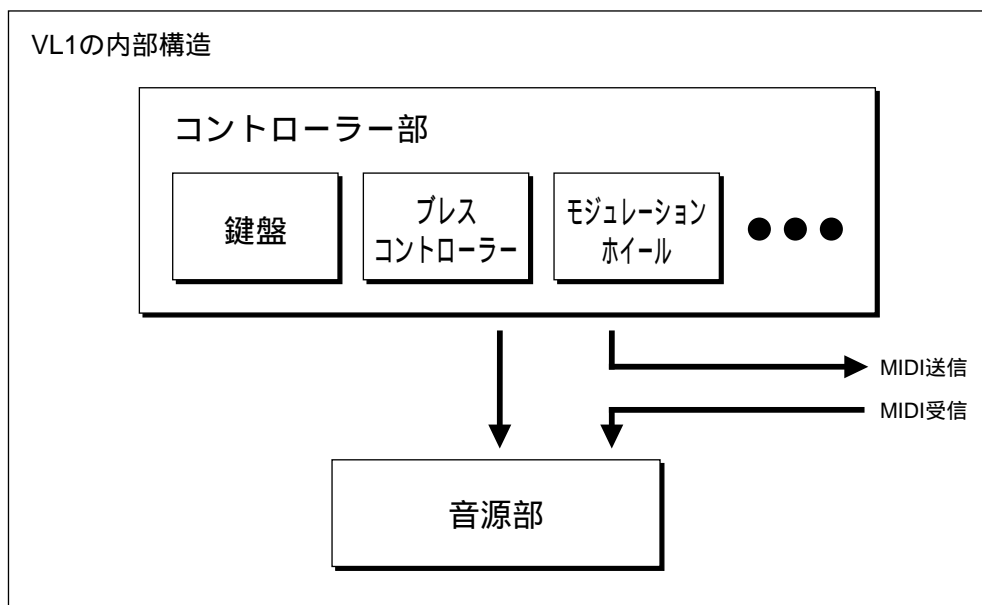 VL1の内部構造
コントローラー部
鍵盤
ブレス
コントローラー
モジュレーション
ホイール
●●●
MIDI送信
MIDI受信
音源部